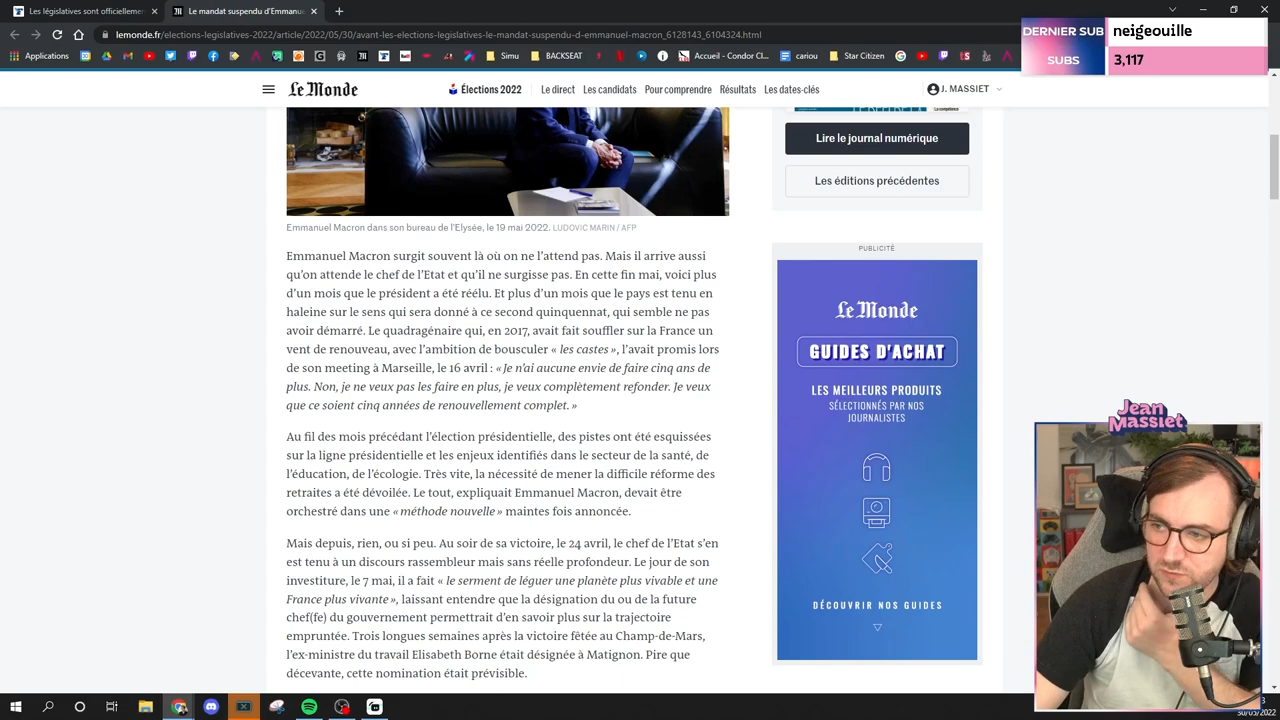 Les législatives sont officiellemen
Le mandat suspendu d'Emmanuel
lemonde.fr/elections-legislatives-2022/article/2022/05/30/avant-les-election-legislatives-le-mandat-suspendu-d-emmanuel-macron_6128143_6104324.html
Applications
Sumu
BACKSEAT
Accueil - Condor Cl...
cariou
Star Citizen
DERNIER SUB
neigeouille
SUBS
3,117
Le Monde
Élections 2022
Le direct
Les candidats
Pour comprendre
Résultats
Les dates-clés
J. MASSIET
Lire le journal numérique
Les éditions précédentes
Emmanuel Macron dans son bureau de l'Elysée, le 19 mai 2022. LUDOVIC MARIN / AFP
Emmanuel Macron surgit souvent là où on ne l'attend pas. Mais il arrive aussi
qu'on attende le chef de l'Etat et qu'il ne surgisse pas. En cette fin mai, voici plus
d'un mois que le président a été réélu. Et plus d'un mois que le pays est tenu en
haleine sur le sens qui sera donné à ce second quinquennat, qui semble ne pas
avoir démarré. Le quadragénaire qui, en 2017, avait fait souffler sur la France un
vent de renouveau, avec l'ambition de bousculer « les castes », l'avait promis lors
de son meeting à Marseille, le 16 avril : « Je n'ai aucune envie de faire cinq ans de
plus. Non, je ne veux pas les faire en plus, je veux complètement refonder. Je veux
que ce soient cinq années de renouvellement complet. »
Au fil des mois précédant l'élection présidentielle, des pistes ont été esquissées
sur la ligne présidentielle et les enjeux identifiés dans le secteur de la santé, de
l'éducation, de l'écologie. Très vite, la nécessité de mener la difficile réforme des
retraites a été dévoilée. Le tout, expliquait Emmanuel Macron, devait être
orchestré dans une « méthode nouvelle » maintes fois annoncée.
Mais depuis, rien, ou si peu. Au soir de sa victoire, le 24 avril, le chef de l'Etat s'en
est tenu à un discours rassembleur mais sans réelle profondeur. Le jour de son
investiture, le 7 mai, il a fait « le serment de léguer une planète plus vivable et une
France plus vivante », laissant entendre que la désignation du ou de la future
chef(fe) du gouvernement permettrait d'en savoir plus sur la trajectoire
empruntée. Trois longues semaines après la victoire fêtée au Champ-de-Mars,
l'ex-ministre du travail Elisabeth Borne était désignée à Matignon. Pire que
décevante, cette nomination était prévisible.
PUBLICITÉ
Le Monde
GUIDES D'ACHAT
LES MEILLEURS PRODUITS
SÉLECTIONNÉS PAR NOS
JOURNALISTES
DÉCOUVRIR NOS GUIDES
Jean
Massiet
30/05/2022